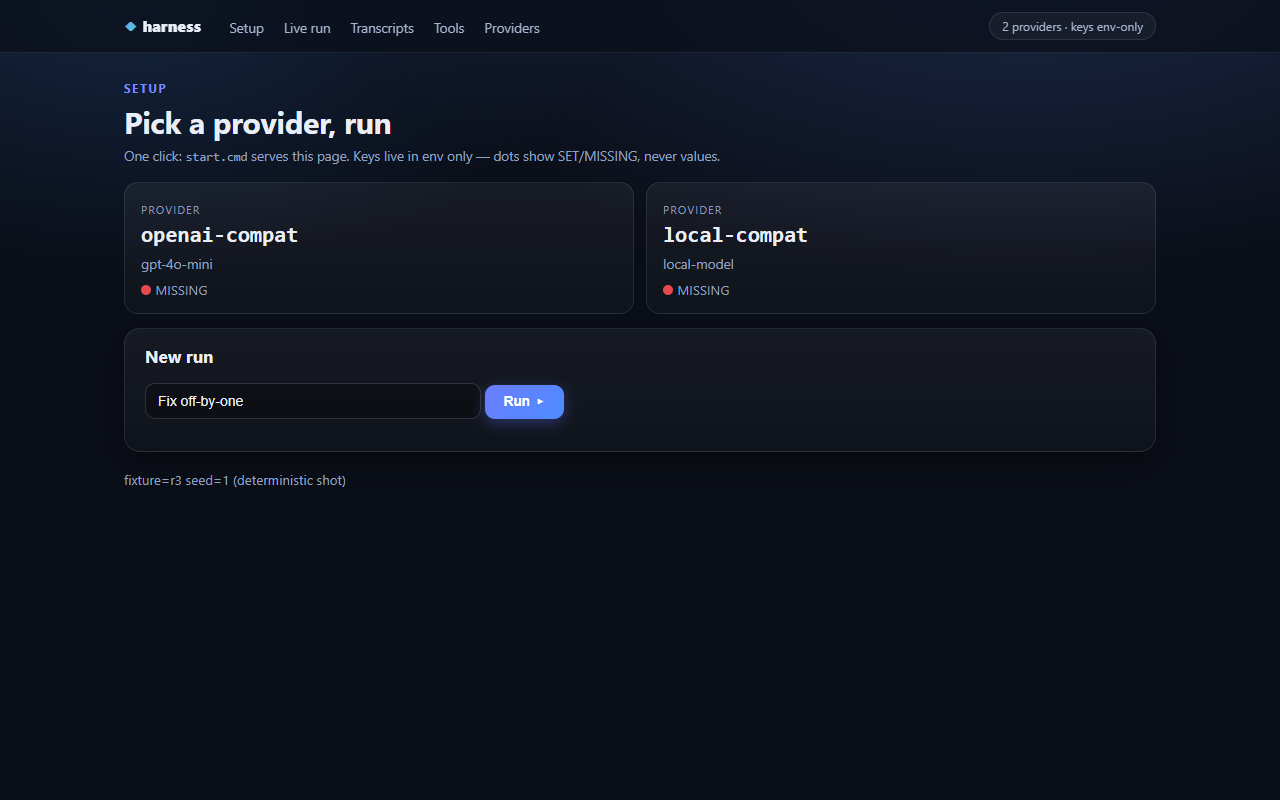 harness Setup Live run Transcripts Tools Providers 2 providers · keys env-only
SETUP
Pick a provider, run
One click: start.cmd serves this page. Keys live in env only — dots show SET/MISSING, never values.
PROVIDER
openai-compat
gpt-4o-mini
MISSING
PROVIDER
local-compat
local-model
MISSING
New run
Fix off-by-one
Run ▸
fixture=r3 seed=1 (deterministic shot)